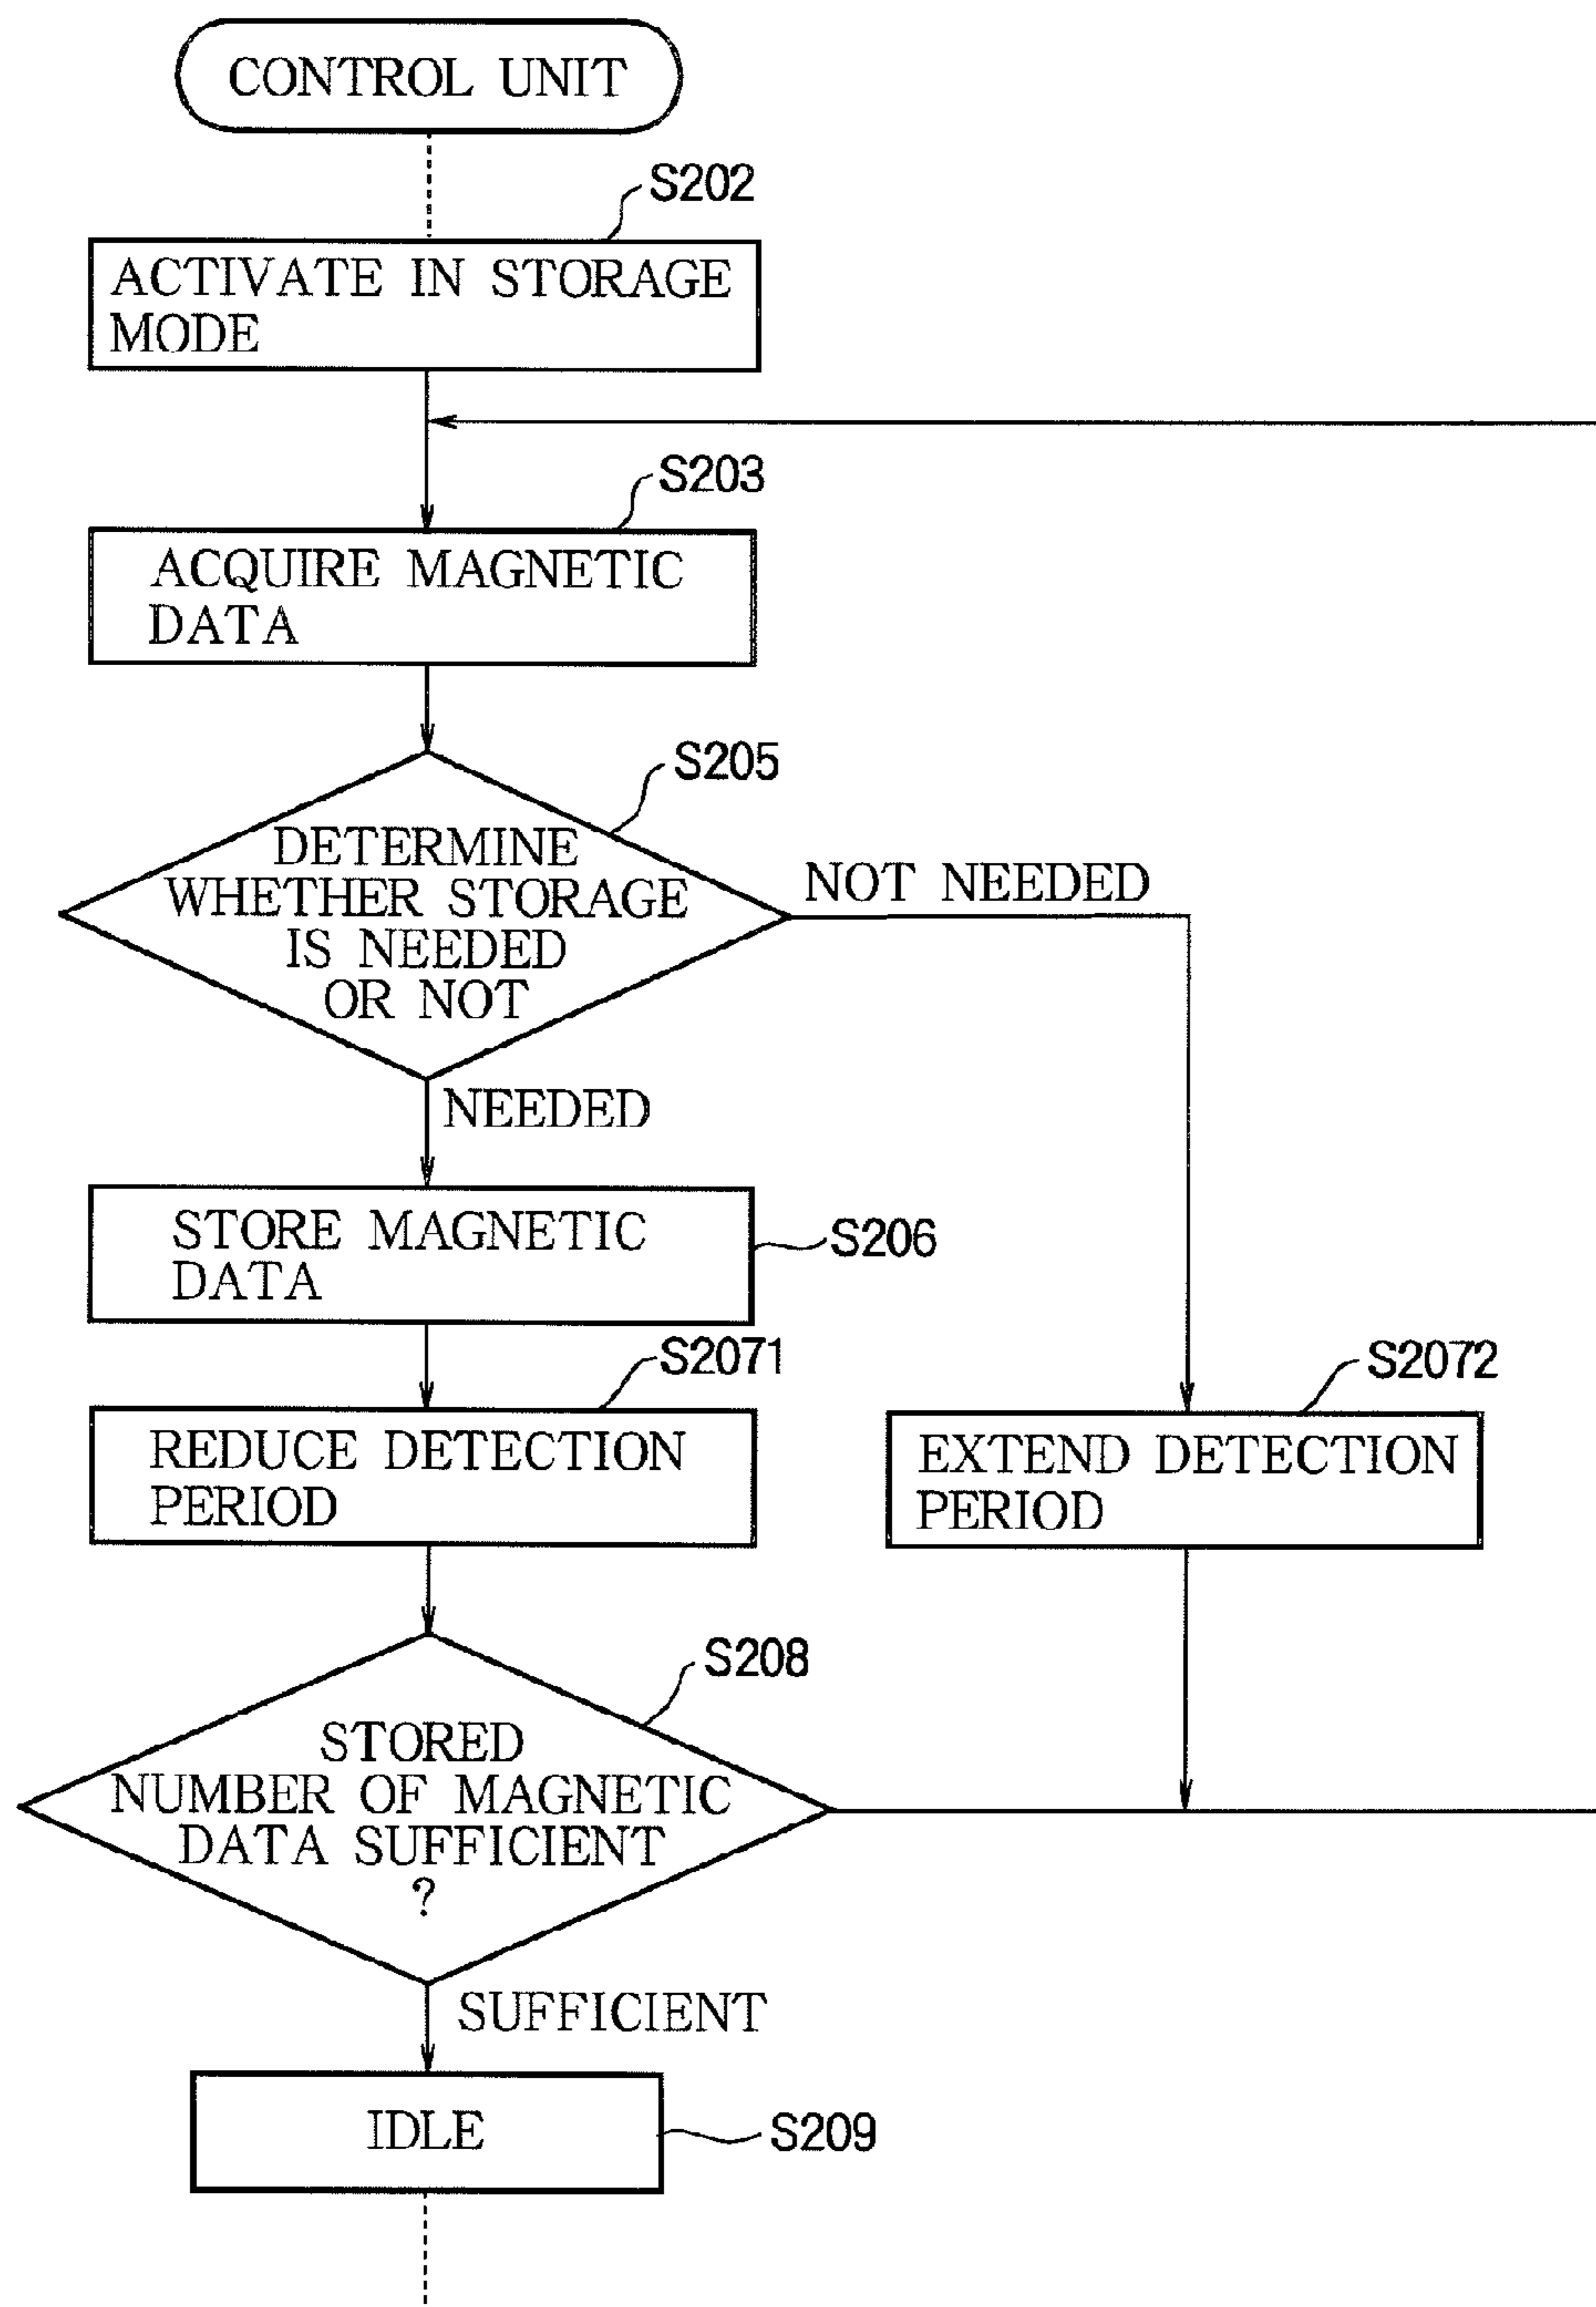 CONTROL UNIT
S202
ACTIVATE IN STORAGE
MODE
S203
ACQUIRE MAGNETIC
DATA
S205
DETERMINE
WHETHER STORAGE
IS NEEDED
OR NOT
NOT NEEDED
NEEDED
STORE MAGNETIC
DATA
S206
S2071
REDUCE DETECTION
PERIOD
S2072
EXTEND DETECTION
PERIOD
S208
STORED
NUMBER OF MAGNETIC
DATA SUFFICIENT
?
SUFFICIENT
IDLE
S209